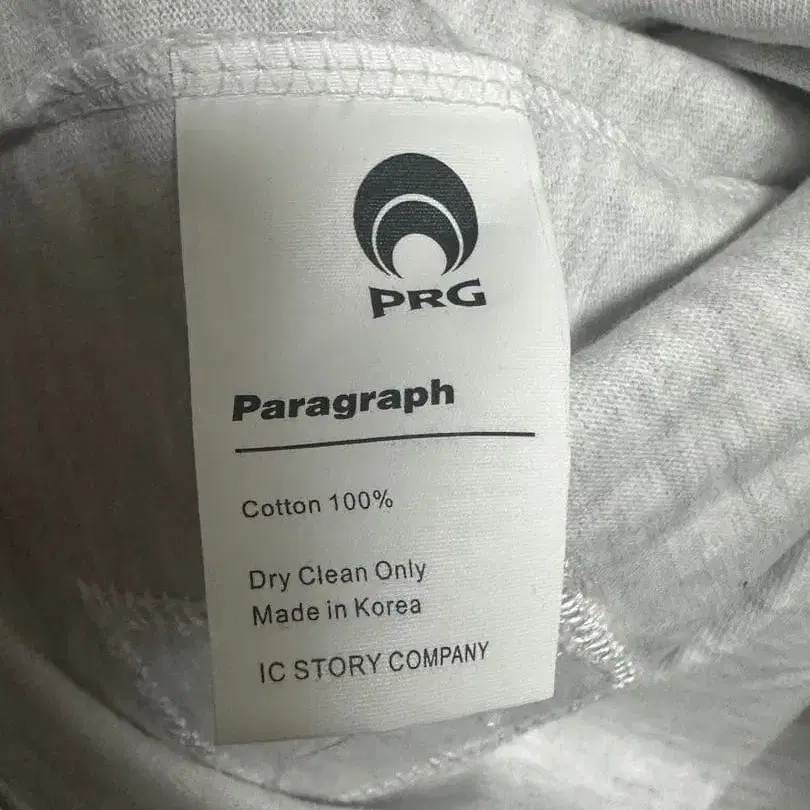 PRG
Paragraph
Cotton 100%
Dry Clean Only
Made in Korea
IC STORY COMPANY